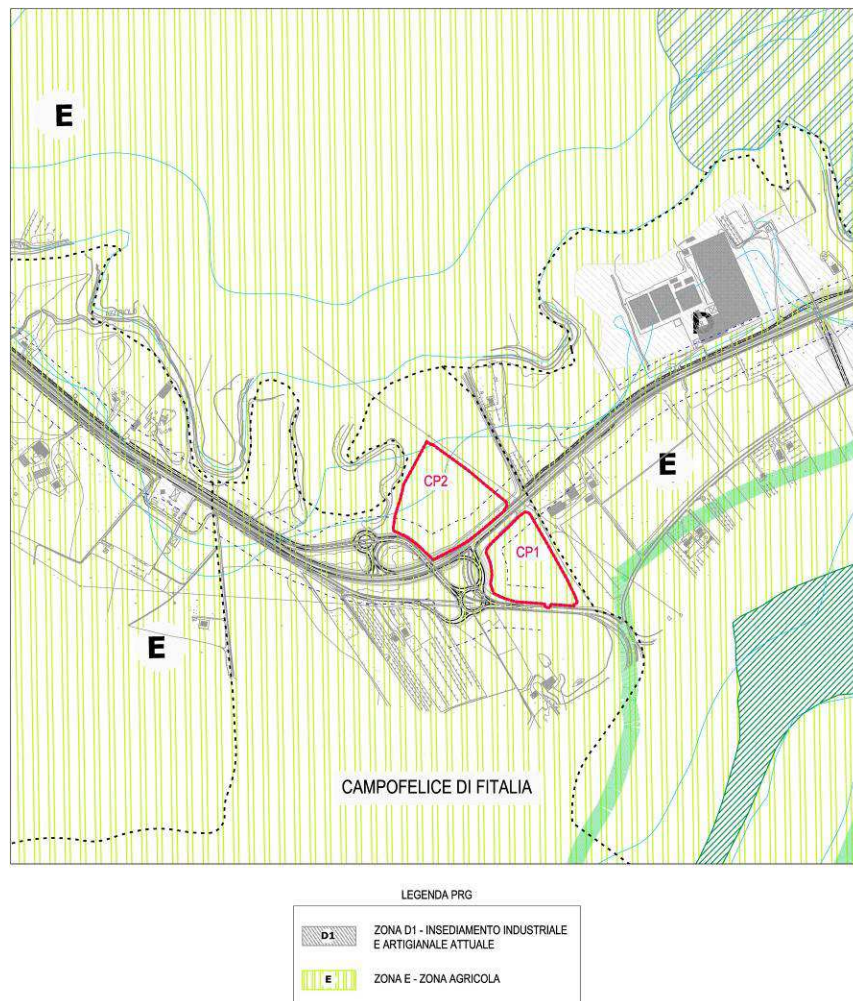 E
CP2
E
CP1
E
CAMPOFELICE DI FITALIA
LEGENDA PRG
D1
ZONA D1 - INSEDIAMENTO INDUSTRIALE
E ARTIGIANALE ATTUALE
E
ZONA E - ZONA AGRICOLA